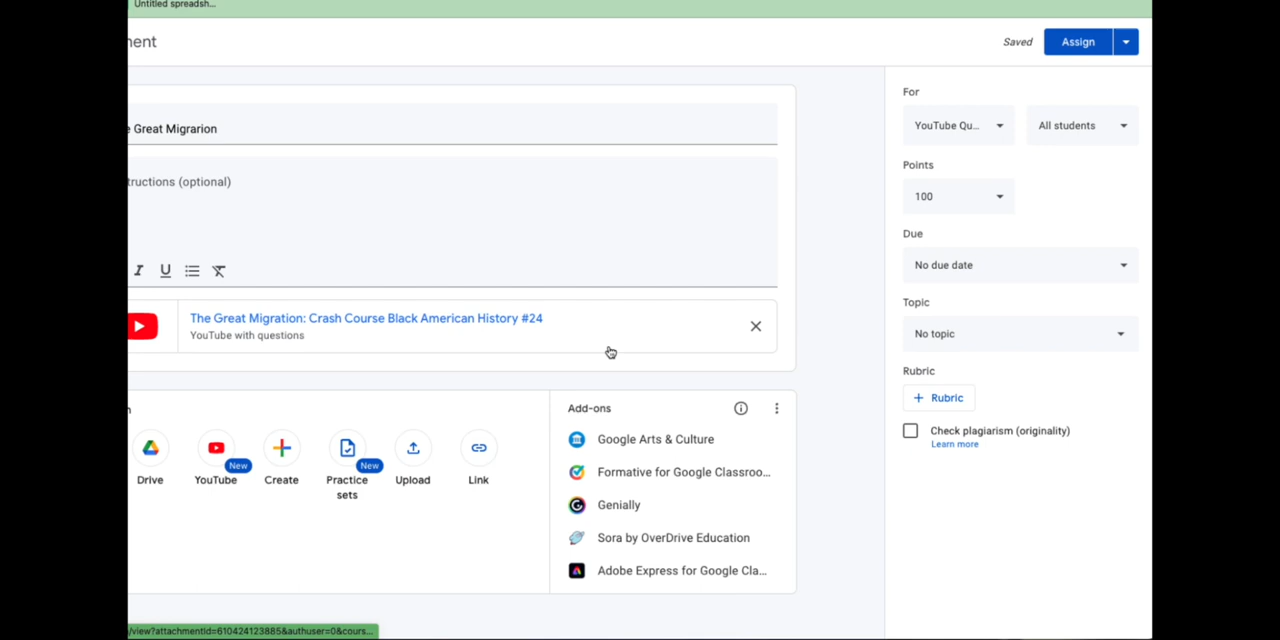 Untitled spreadsh...
nent
Saved
Assign
e Great Migrarion
tructions (optional)
The Great Migration: Crash Course Black American History #24
YouTube with questions
Drive
New
YouTube
Create
New
Practice
sets
Upload
Link
Add-ons
Google Arts & Culture
Formative for Google Classroo...
Genially
Sora by OverDrive Education
Adobe Express for Google Cla...
For
YouTube Qu...
All students
Points
100
Due
No due date
Topic
No topic
Rubric
+ Rubric
Check plagiarism (originality)
Learn more
/view?attachmentId=610424123885&authuser=0&cours...